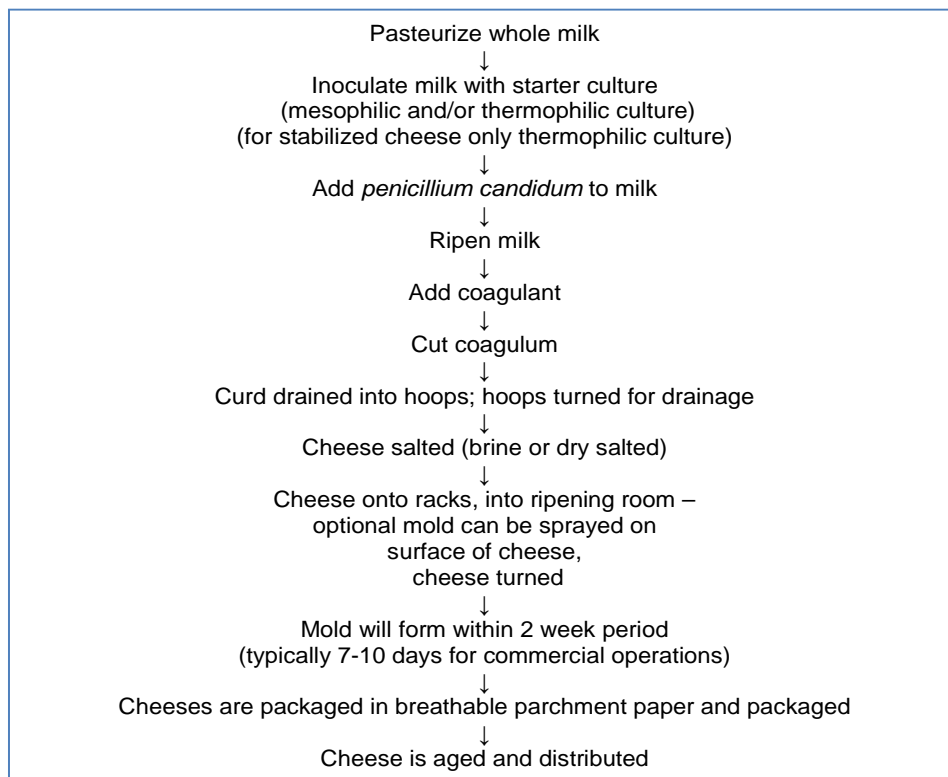 Pasteurize whole milk
↓
Inoculate milk with starter culture
(mesophilic and/or thermophilic culture)
(for stabilized cheese only thermophilic culture)
↓
Add penicillium candidum to milk
↓
Ripen milk
↓
Add coagulant
↓
Cut coagulum
↓
Curd drained into hoops; hoops turned for drainage
↓
Cheese salted (brine or dry salted)
↓
Cheese onto racks, into ripening room –
optional mold can be sprayed on
surface of cheese,
cheese turned
↓
Mold will form within 2 week period
(typically 7-10 days for commercial operations)
↓
Cheeses are packaged in breathable parchment paper and packaged
↓
Cheese is aged and distributed